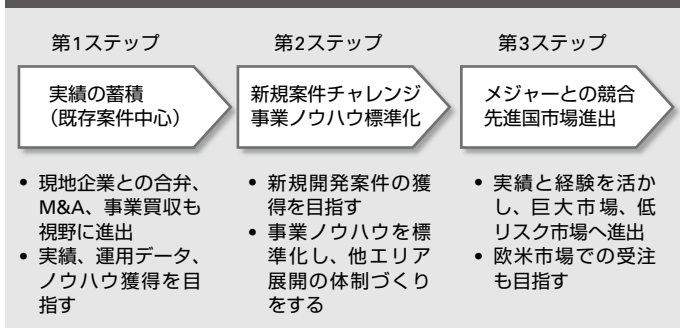 第1ステップ
実績の蓄積
（既存案件中心）
• 現地企業との合弁、
M&A、事業買収も
視野に進出
• 実績、運用データ、
ノウハウ獲得を目
指す
第2ステップ
新規案件チャレンジ
事業ノウハウ標準化
• 新規開発案件の獲
得を目指す
• 事業ノウハウを標
準化し、他エリア
展開の体制づくり
をする
第3ステップ
メジャーとの競合
先進国市場進出
• 実績と経験を活か
し、巨大市場、低
リスク市場へ進出
• 欧米市場での受注
も目指す